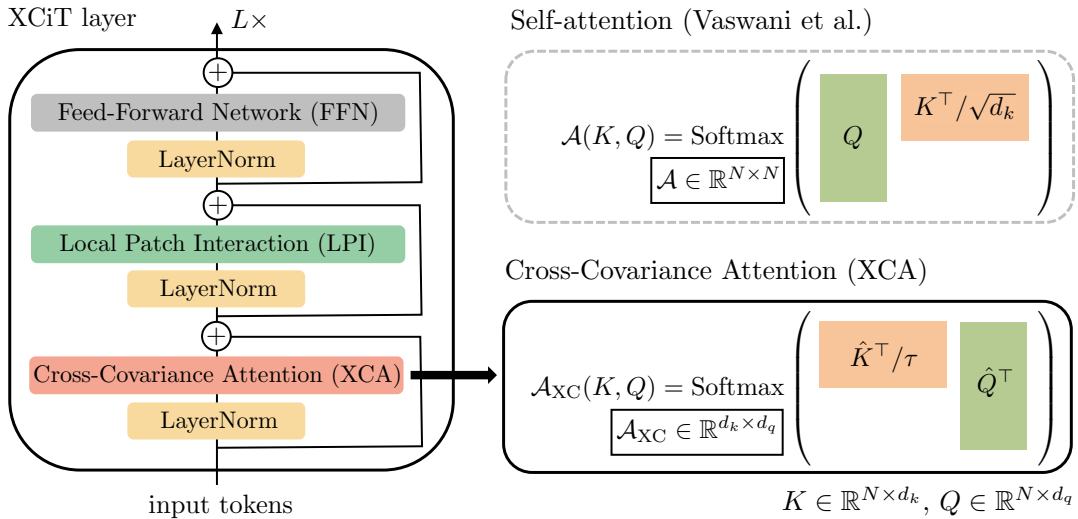 XCiT layer
L×
+
Feed-Forward Network (FFN)
LayerNorm
+
Local Patch Interaction (LPI)
LayerNorm
+
Cross-Covariance Attention (XCA)
LayerNorm
input tokens
Self-attention (Vaswani et al.)
𝒜(K, Q) = Softmax ( Q K^⊤/√d_k )
𝒜 ∈ ℝ^{N×N}
Cross-Covariance Attention (XCA)
𝒜_XC(K, Q) = Softmax ( K̂^⊤/τ Q̂^⊤ )
𝒜_XC ∈ ℝ^{d_k×d_q}
K ∈ ℝ^{N×d_k}, Q ∈ ℝ^{N×d_q}